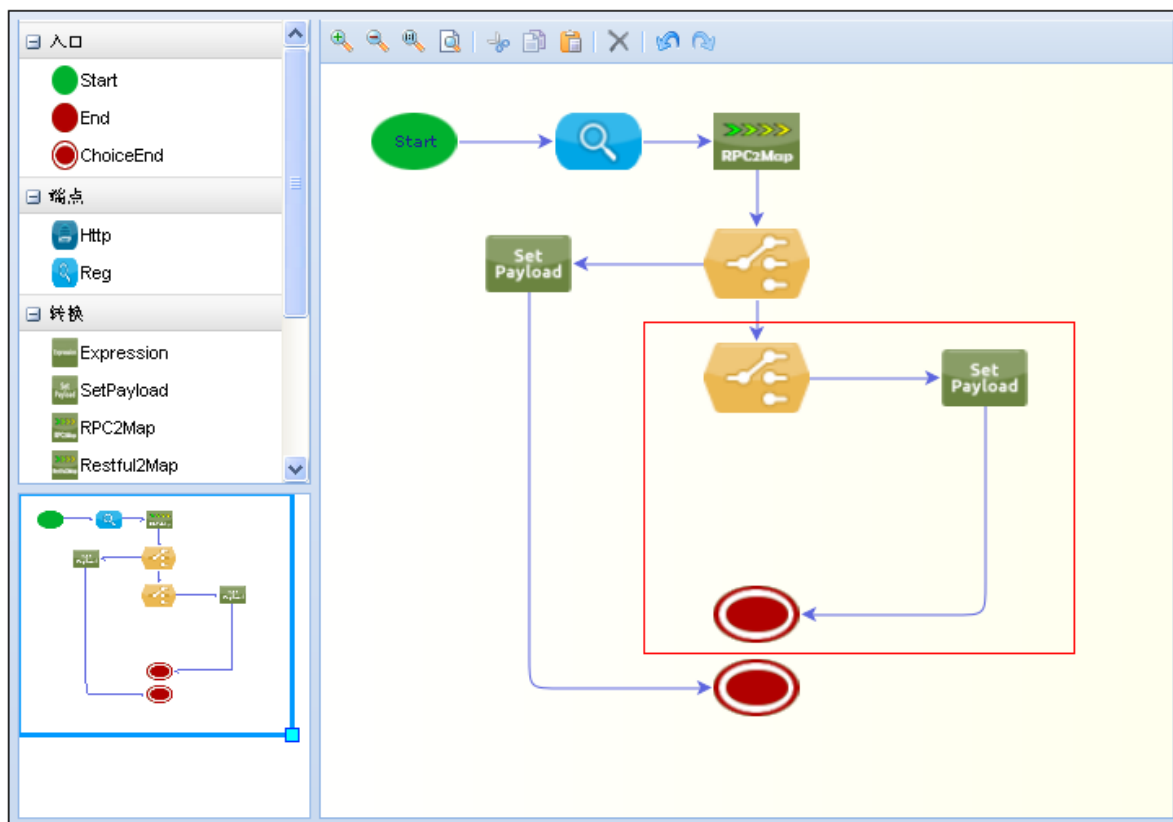 入口
Start
End
ChoiceEnd
端点
Http
Reg
转换
Expression
SetPayload
RPC2Map
Restful2Map
Start
RPC2Map
Set
Payload
Set
Payload